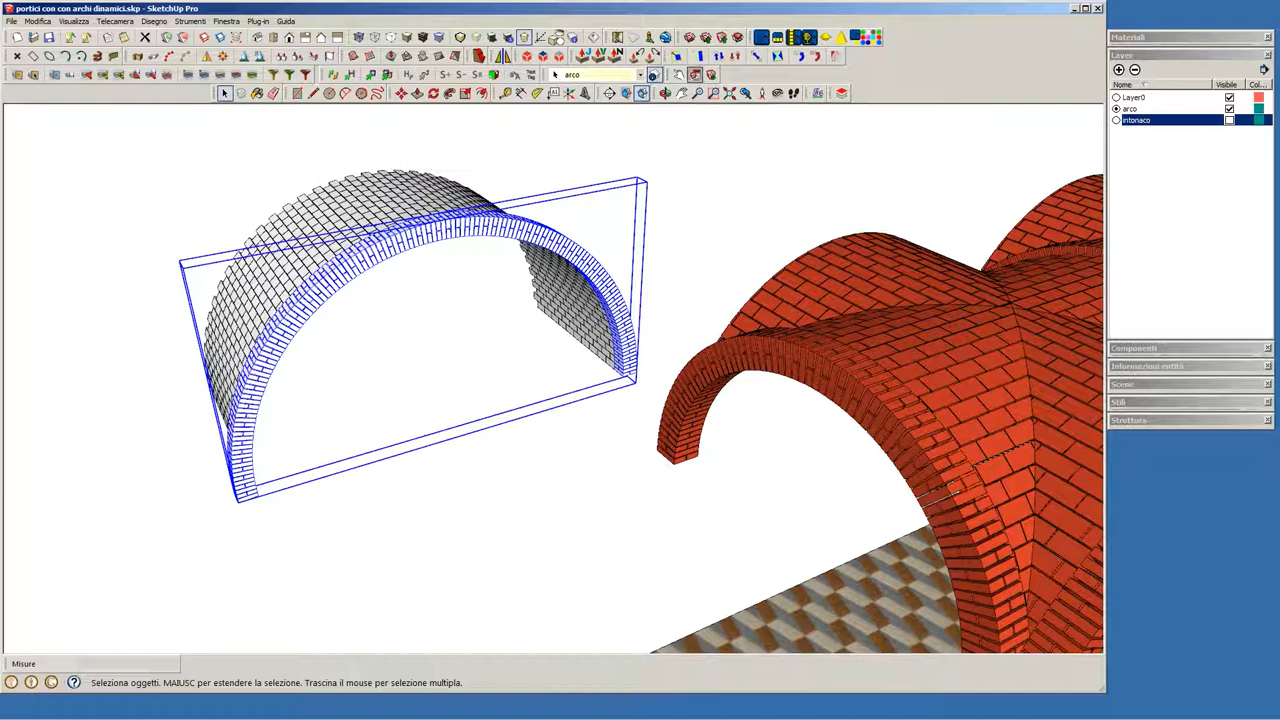 portici con con archi dinamici.skp - SketchUp Pro
File Modifica Visualizza Telecamera Disegno Strumenti Finestra Plug-in Guida
arco
Misure
Seleziona oggetti. MAIUSC per estendere la selezione. Trascina il mouse per selezione multipla.
Materiali
Layer
Nome Visibile Col...
Layer0
arco
intonaco
Componenti
Informazioni entità
Scene
Stili
Struttura